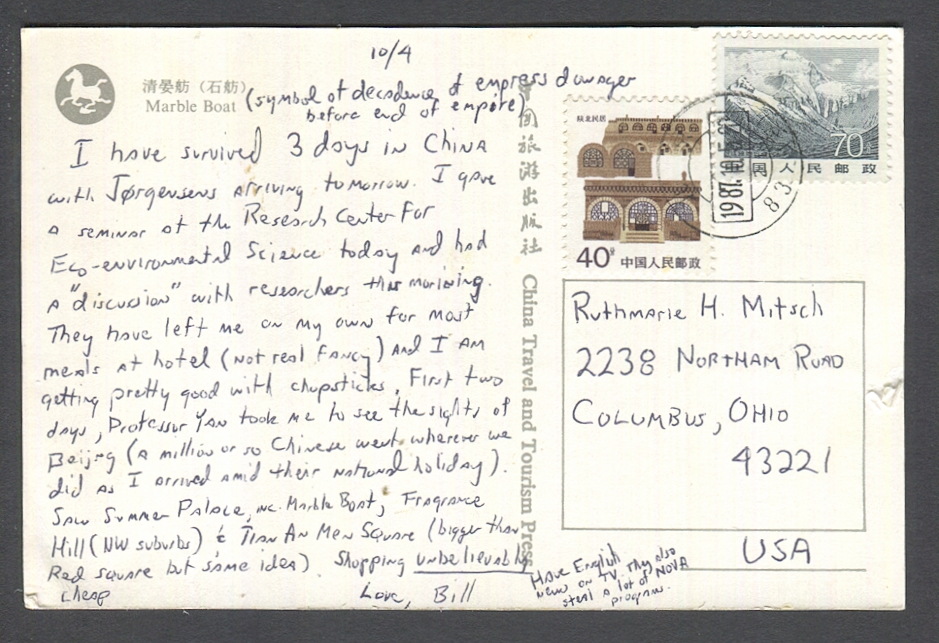 10/4
清晏舫（石舫）
Marble Boat
(symbol of decadence of empress dowager
before end of empire)
I have survived 3 days in China
with Jørgensens arriving tomorrow. I gave
a seminar at the Research Center For
Eco-environmental Science today and had
a "discussion" with researchers this morining.
They have left me on my own for most
meals at hotel (not real fancy) and I am
getting pretty good with chopsticks. First two
days, Professor Yan took me to see the sights of
Beijing (a million or so Chinese went wherever we
did as I arrived amid their national holiday).
Saw Summer Palace, inc. Marble Boat, Fragrance
Hill (NW suburbs) & Tian An Men Square (bigger than
Red square but same idea) Shopping unbelievably
cheap
Love, Bill
Have English
news on TV. They also
steal a lot of NOVA
programs.
国旅游出版社 China Travel and Tourism Press
陕北民居
40分 中国人民邮政
70
国人民邮政
1987.10.5
8.3
Ruthmarie H. Mitsch
2238 Northam Road
Columbus, Ohio
43221
USA